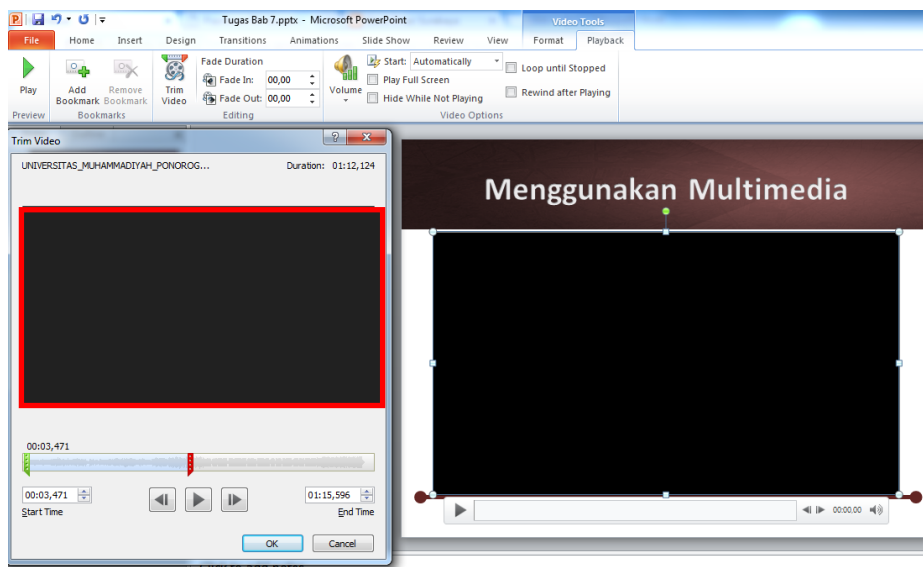 Tugas Bab 7.pptx - Microsoft PowerPoint
Video Tools
File Home Insert Design Transitions Animations Slide Show Review View Format Playback
Play
Preview
Add Bookmark
Remove Bookmark
Bookmarks
Trim Video
Fade Duration
Fade In: 00,00
Fade Out: 00,00
Editing
Volume
Start: Automatically
Play Full Screen
Hide While Not Playing
Loop until Stopped
Rewind after Playing
Video Options
Trim Video
UNIVERSITAS_MUHAMMADIYAH_PONOROG... Duration: 01:12,124
00:03,471
00:03,471
Start Time
01:15,596
End Time
OK Cancel
Menggunakan Multimedia
00:00,00